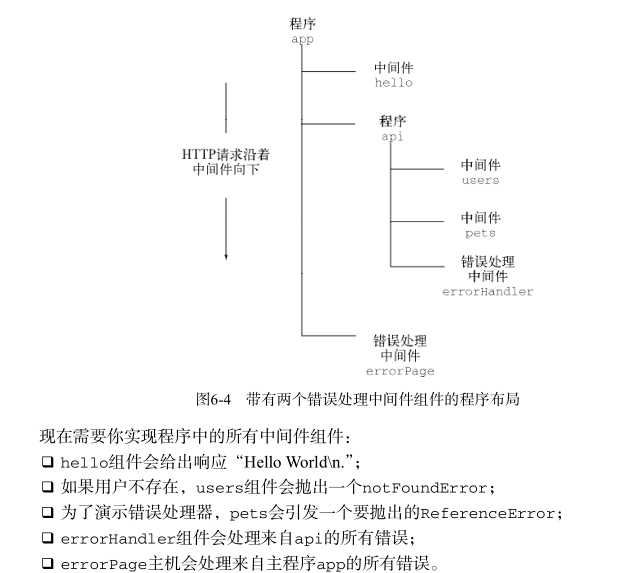 程序
app
中间件
hello
程序
api
HTTP请求沿着
中间件向下
中间件
users
中间件
pets
错误处理
中间件
errorHandler
错误处理
中间件
errorPage
图6-4 带有两个错误处理中间件组件的程序布局
现在需要你实现程序中的所有中间件组件：
❑ hello组件会给出响应“Hello World\n.”；
❑ 如果用户不存在，users组件会抛出一个notFoundError；
❑ 为了演示错误处理器，pets会引发一个要抛出的ReferenceError；
❑ errorHandler组件会处理来自api的所有错误；
❑ errorPage主机会处理来自主程序app的所有错误。